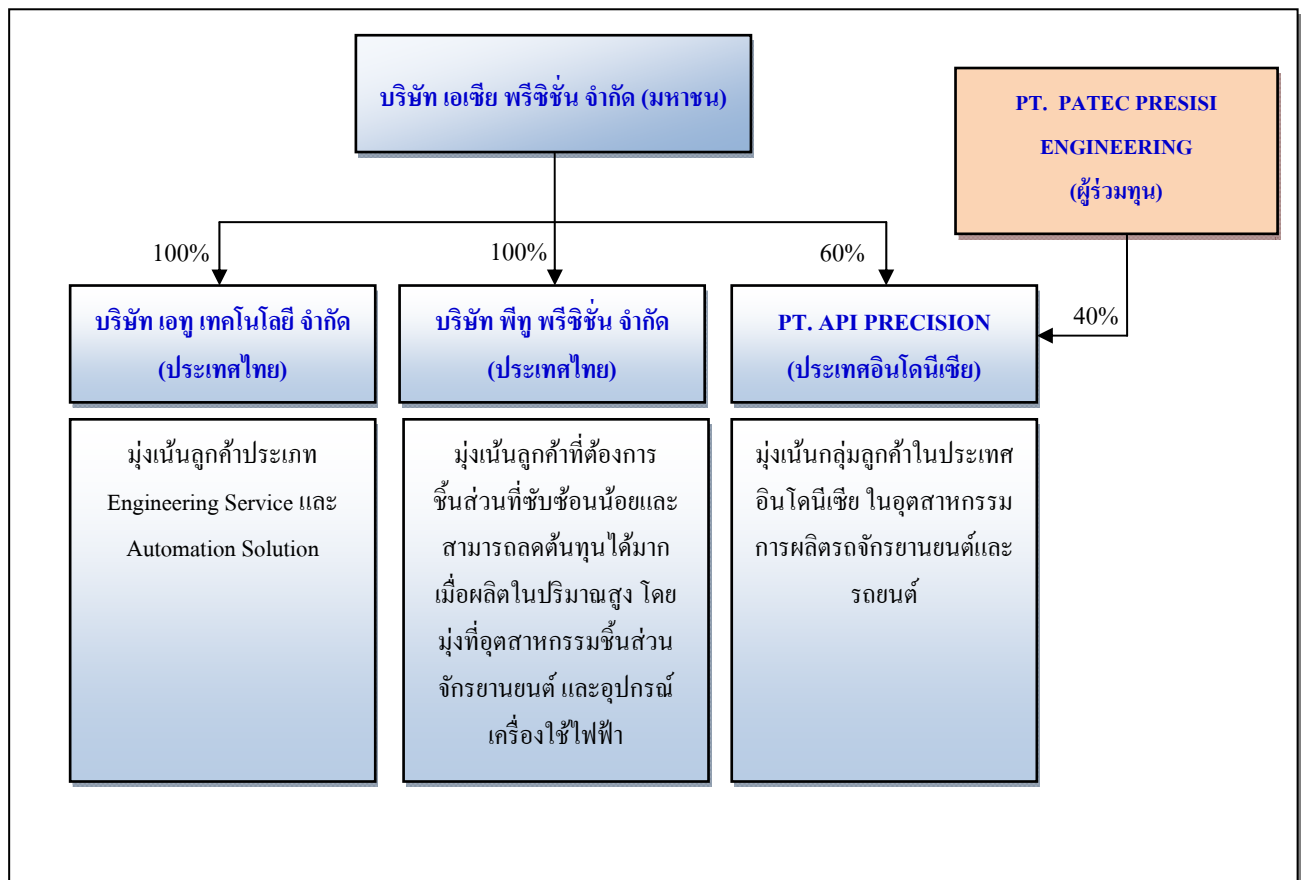 บริษัท เอเซีย พรีซิชั่น จำกัด (มหาชน)
PT. PATEC PRESISI
ENGINEERING
(ผู้ร่วมทุน)
100%
100%
60%
บริษัท เอทู เทคโนโลยี จำกัด
(ประเทศไทย)
บริษัท พีทู พรีซิชั่น จำกัด
(ประเทศไทย)
PT. API PRECISION
(ประเทศอินโดนีเซีย)
40%
มุ่งเน้นลูกค้าประเภท
Engineering Service และ
Automation Solution
มุ่งเน้นลูกค้าที่ต้องการ
ชิ้นส่วนที่ซับซ้อนน้อยและ
สามารถลดต้นทุนได้มาก
เมื่อผลิตในปริมาณสูง โดย
มุ่งที่อุตสาหกรรมชิ้นส่วน
จักรยานยนต์ และอุปกรณ์
เครื่องใช้ไฟฟ้า
มุ่งเน้นกลุ่มลูกค้าในประเทศ
อินโดนีเซีย ในอุตสาหกรรม
การผลิตรถจักรยานยนต์และ
รถยนต์